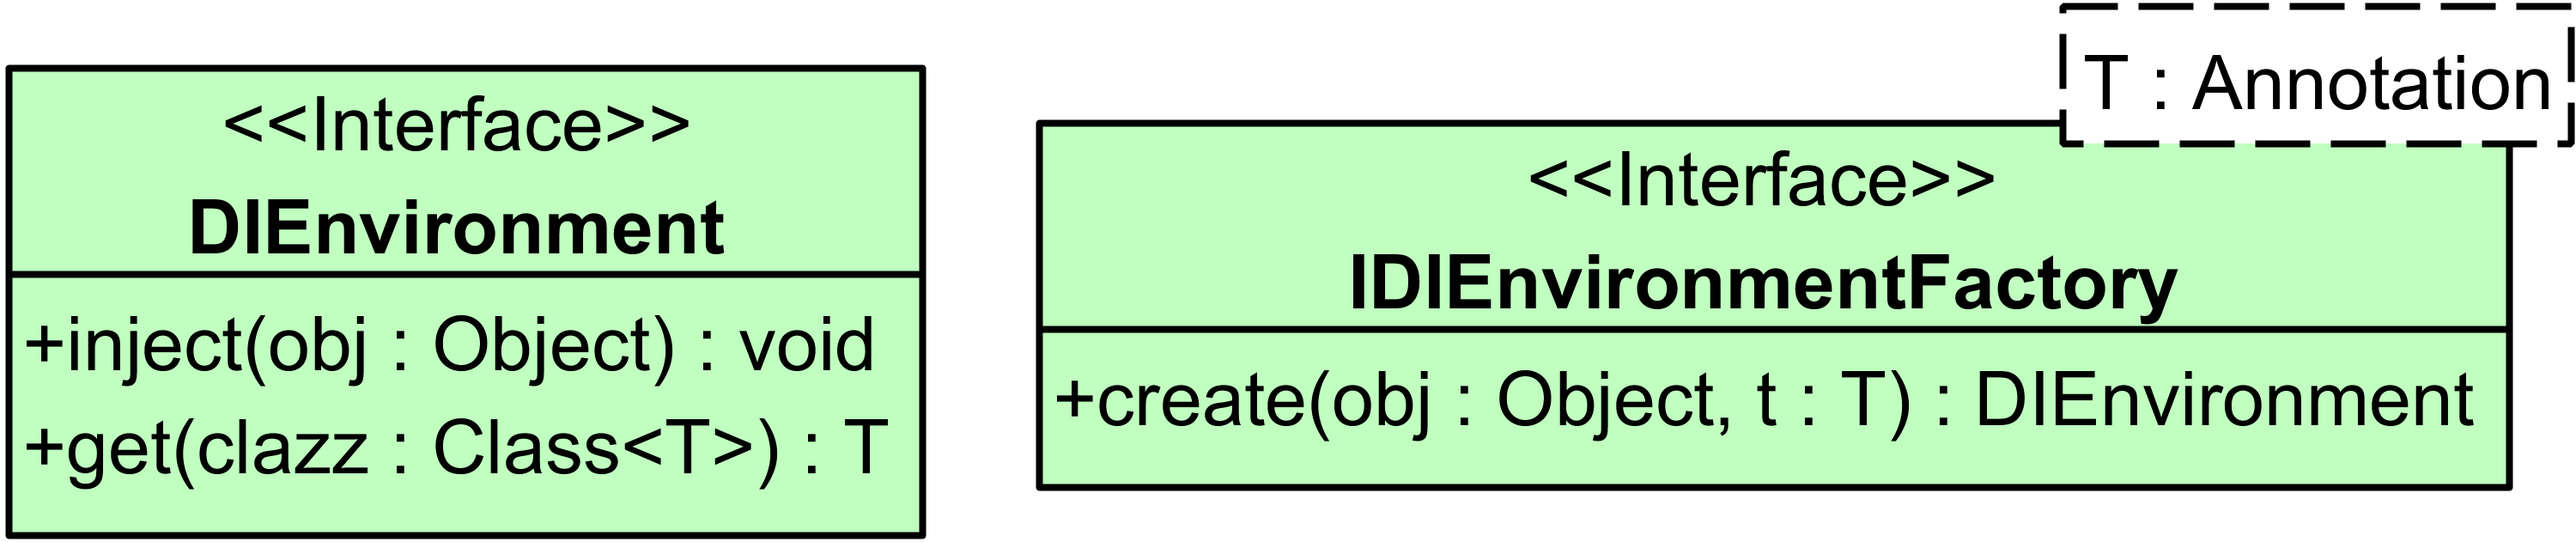 <<Interface>>
DIEnvironment
+inject(obj : Object) : void
+get(clazz : Class<T>) : T
T : Annotation
<<Interface>>
IDIEnvironmentFactory
+create(obj : Object, t : T) : DIEnvironment